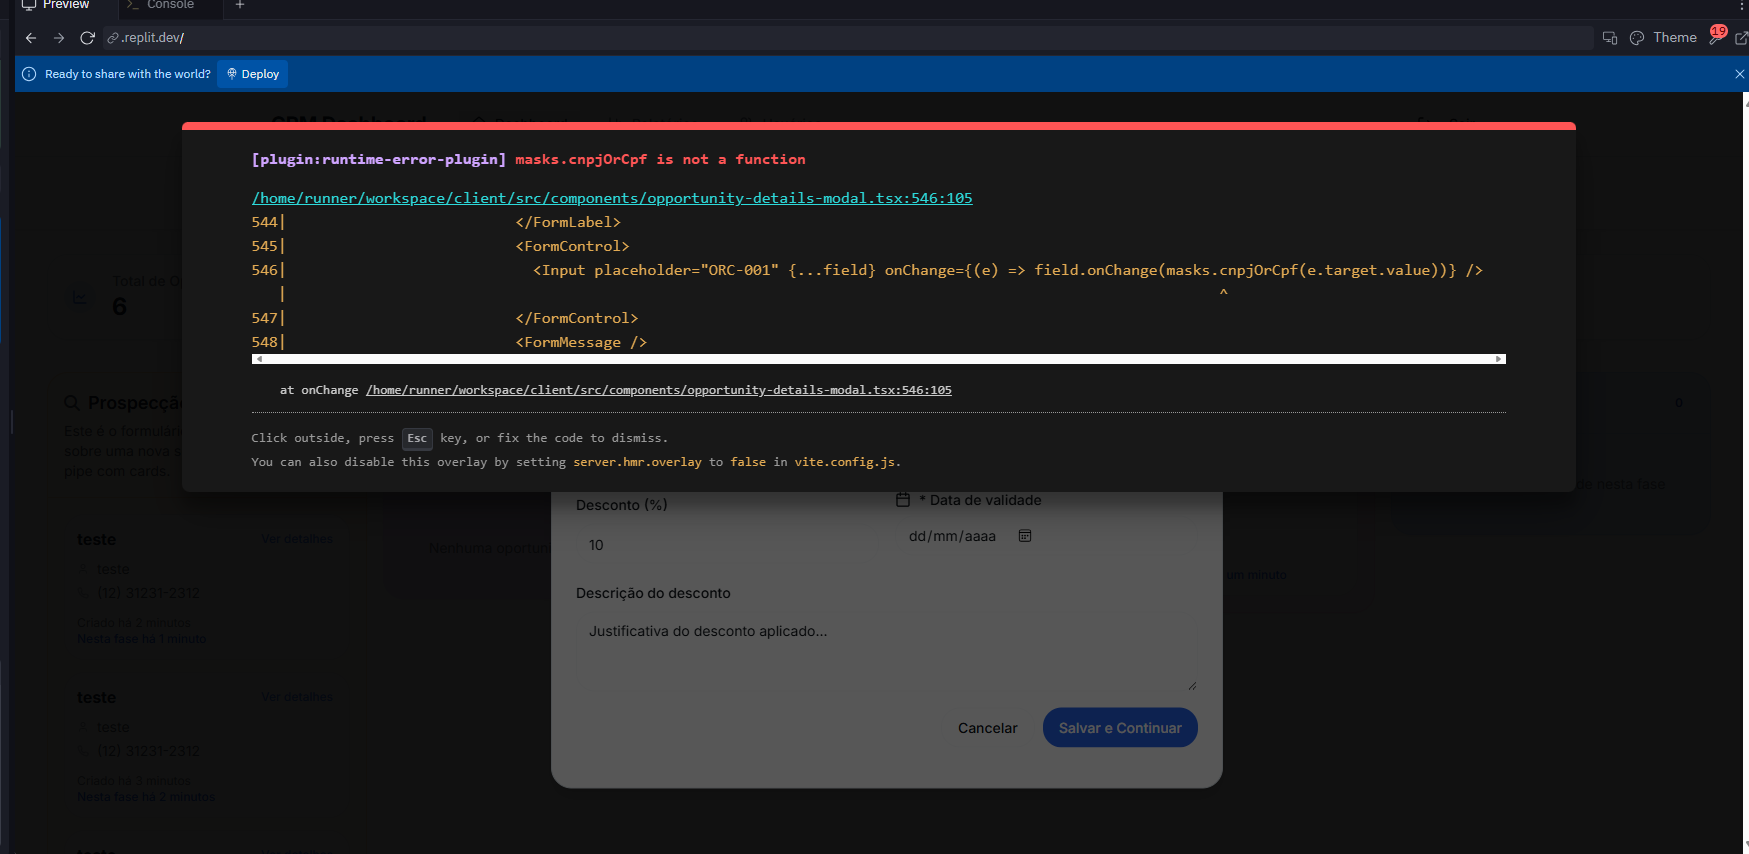 Preview
Console
.replit.dev/
Theme
19
Ready to share with the world?
Deploy
CRM Dashboard
[plugin:runtime-error-plugin] masks.cnpjOrCpf is not a function
/home/runner/workspace/client/src/components/opportunity-details-modal.tsx:546:105
544| </FormLabel>
545| <FormControl>
546| <Input placeholder="ORC-001" {...field} onChange={(e) => field.onChange(masks.cnpjOrCpf(e.target.value))} />
| ^
547| </FormControl>
548| <FormMessage />
at onChange /home/runner/workspace/client/src/components/opportunity-details-modal.tsx:546:105
Click outside, press Esc key, or fix the code to dismiss.
You can also disable this overlay by setting server.hmr.overlay to false in vite.config.js.
Total de O
6
Prospecçã
Este é o formulári
sobre uma nova s
pipe com cards.
teste
Ver detalhes
teste
(12) 31231-2312
Criado há 2 minutos
Nesta fase há 1 minuto
teste
Ver detalhes
teste
(12) 31231-2312
Criado há 3 minutos
Nesta fase há 2 minutos
teste
Ver detalhes
Nenhuma oportun
Desconto (%)
10
* Data de validade
dd/mm/aaaa
Descrição do desconto
Justificativa do desconto aplicado...
Cancelar
Salvar e Continuar
0
de nesta fase
um minuto